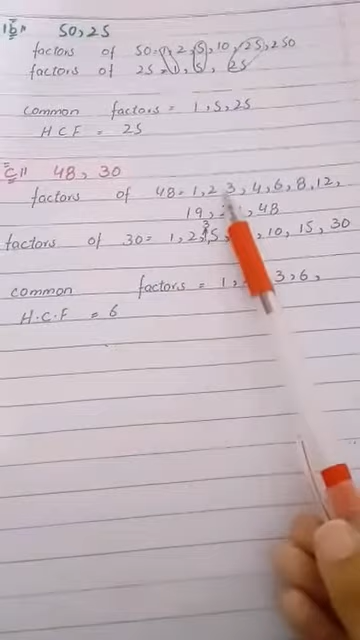 "b" 50,25
factors of 50=1,2,5,10,25,250
factors of 25=1,5,25
common factors = 1,5,25
HCF = 25
"c" 48, 30
factors of 48=1,2 3,4,6,8,12,
19, , 48
factors of 30= 1,2,3,5, ,10, 15, 30
common factors = 1, 3,6,
H.C.F = 6